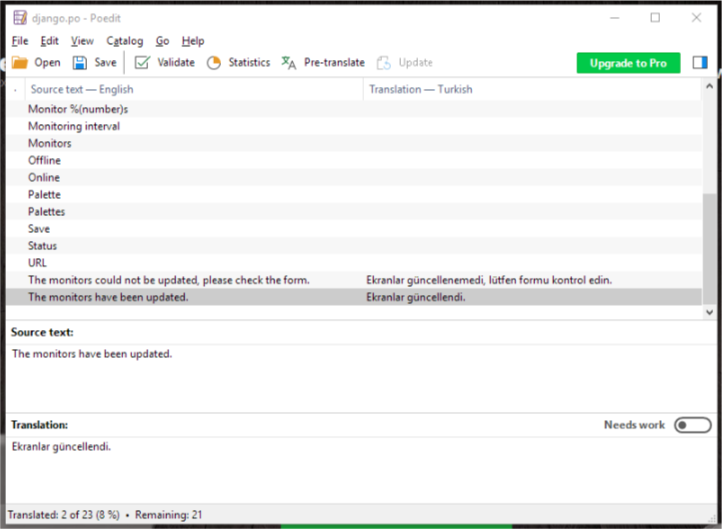 django.po - Poedit
File Edit View Catalog Go Help
Open Save Validate Statistics Pre-translate Update Upgrade to Pro
Source text — English Translation — Turkish
Monitor %(number)s
Monitoring interval
Monitors
Offline
Online
Palette
Palettes
Save
Status
URL
The monitors could not be updated, please check the form. Ekranlar güncellenemedi, lütfen formu kontrol edin.
The monitors have been updated. Ekranlar güncellendi.
Source text:
The monitors have been updated.
Translation: Needs work
Ekranlar güncellendi.
Translated: 2 of 23 (8 %) • Remaining: 21